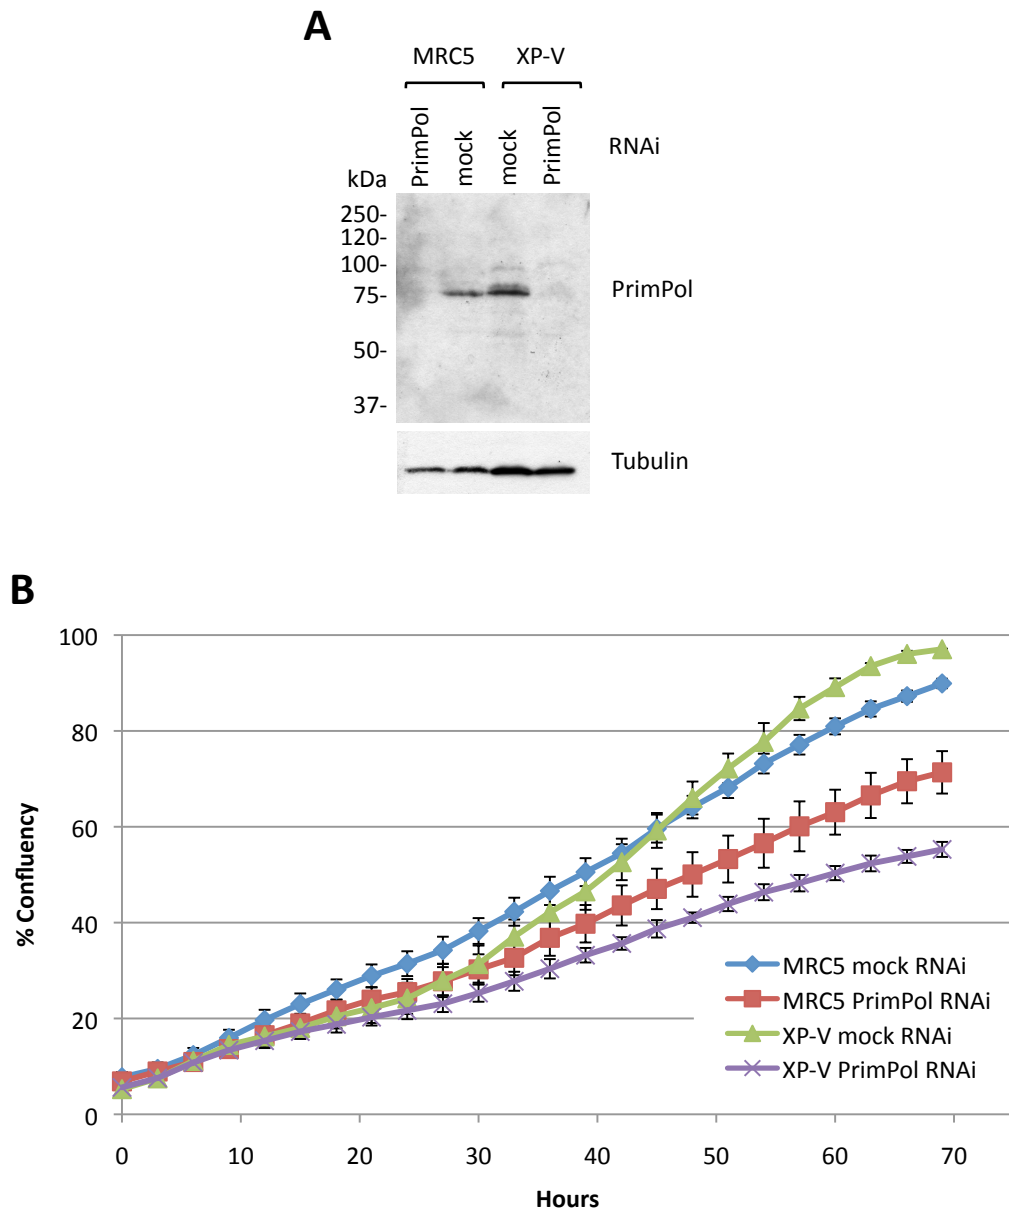 A
MRC5 XP-V
PrimPol mock mock PrimPol RNAi
kDa
250-
120-
100-
75- PrimPol
50-
37-
Tubulin
B
100
80
60
40
20
0
% Confluency
MRC5 mock RNAi
MRC5 PrimPol RNAi
XP-V mock RNAi
XP-V PrimPol RNAi
0 10 20 30 40 50 60 70
Hours